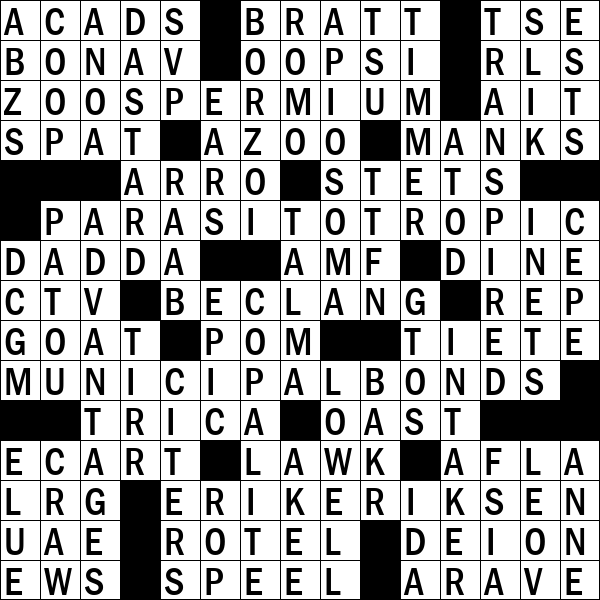 ACADS BRATT TSE
BONAV OOPSI RLS
ZOOSPERMIUM AIT
SPAT AZOO MANKS
ARRO STETS
PARASITOTROPIC
DADDA AMF DINE
CTV BECLANG REP
GOAT POM TIETE
MUNICIPALBONDS
TRICA OAST
ECART LAWK AFLA
LRG ERIKERIKSEN
UAE ROTEL DEION
EWS SPEEL ARAVE